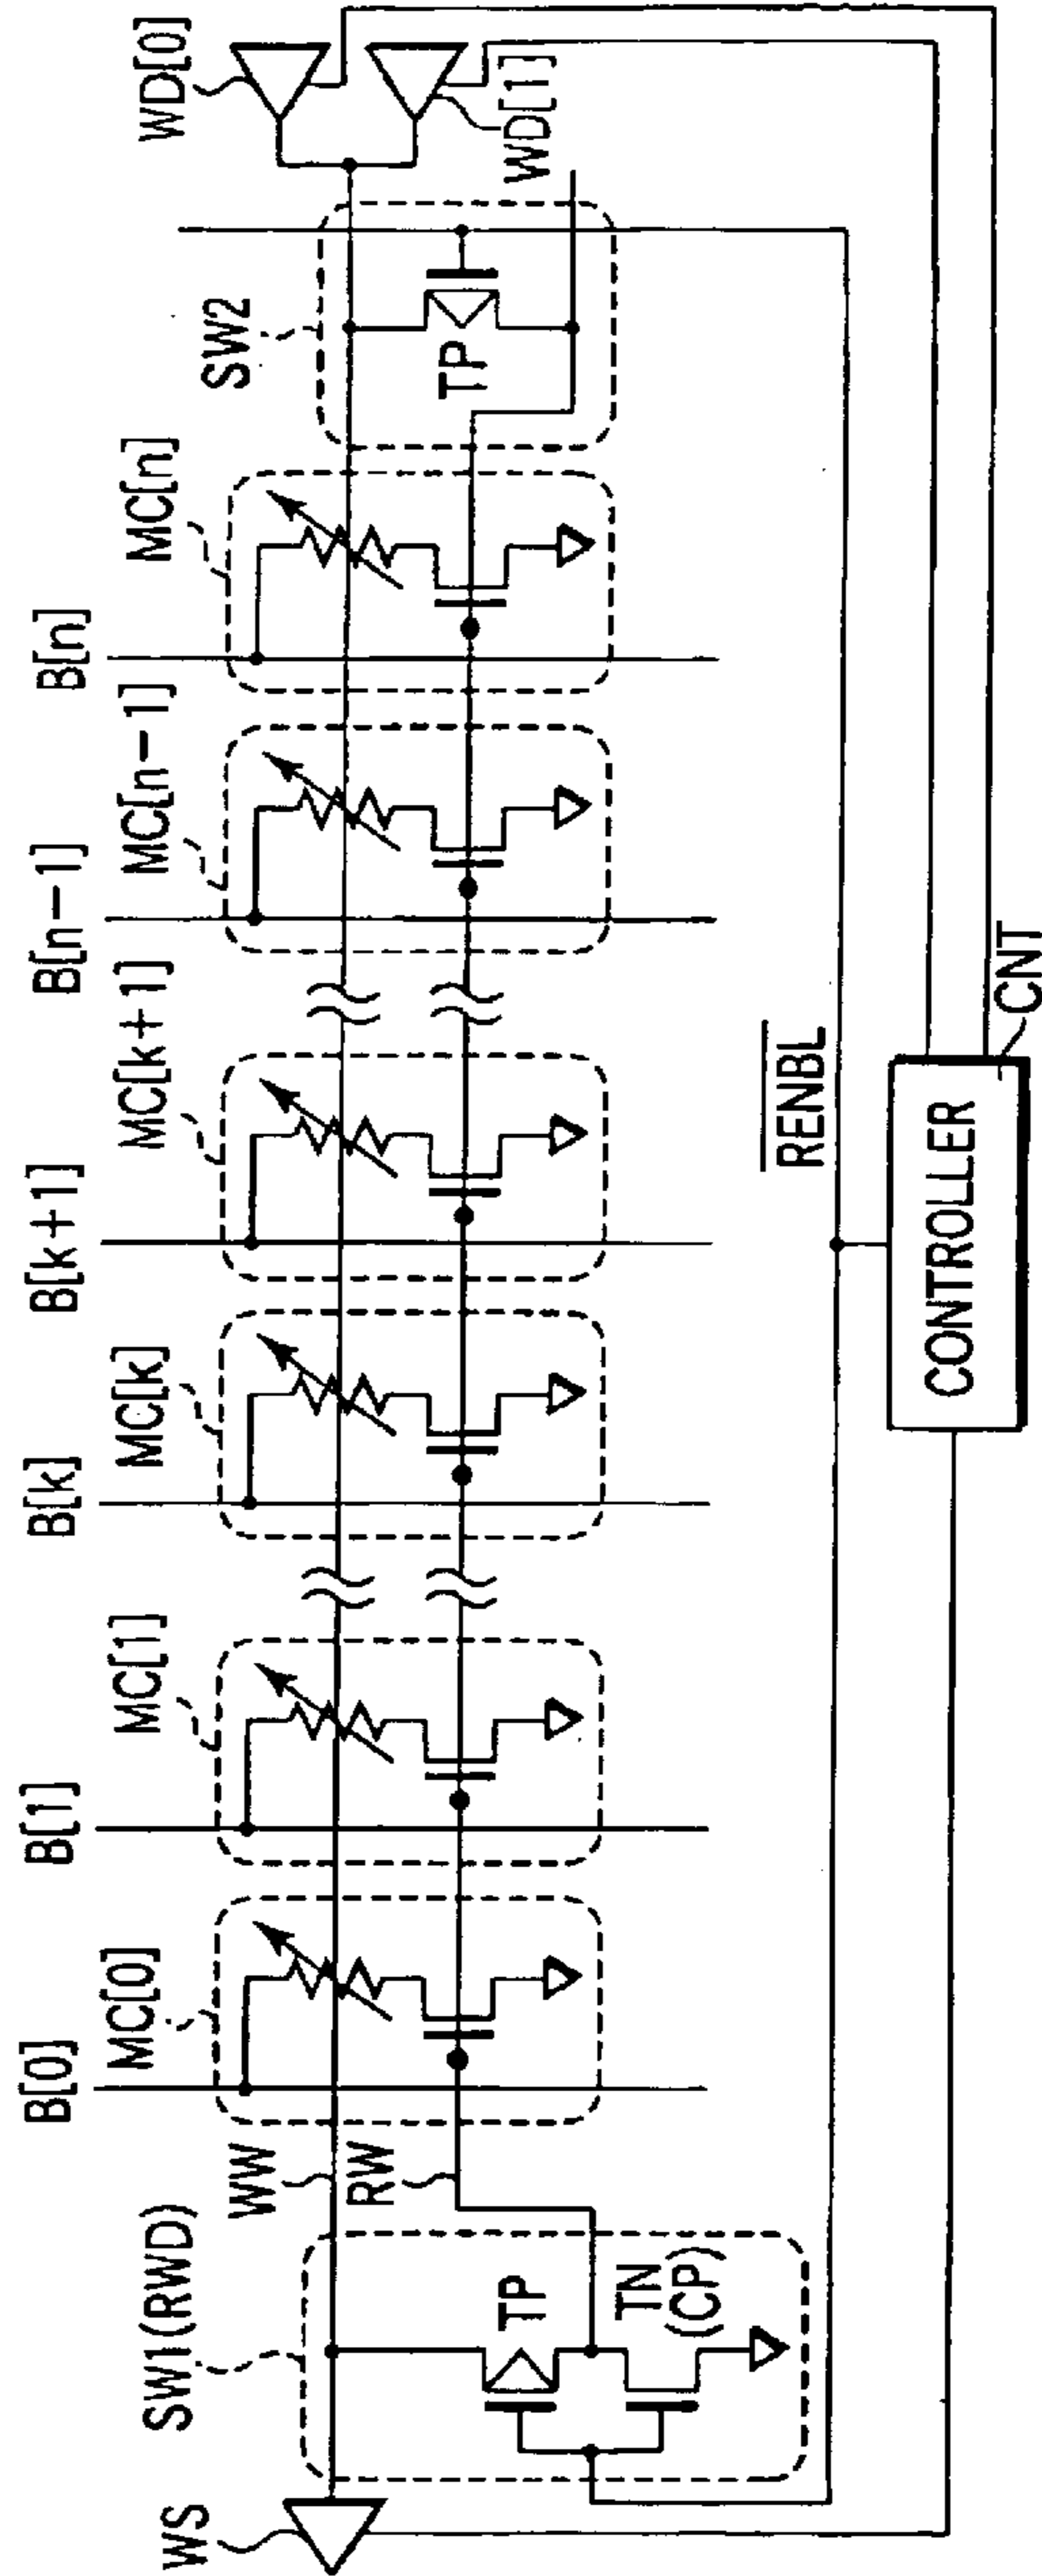 WS
SW1(RWD)
TP
TN
(CP)
WW
RW
B[0]
MC[0]
B[1]
MC[1]
B[k]
MC[k]
B[k+1]
MC[k+1]
B[n-1]
MC[n-1]
B[n]
MC[n]
SW2
TP
WD[0]
WD[1]
RENBL
CONTROLLER
CNT